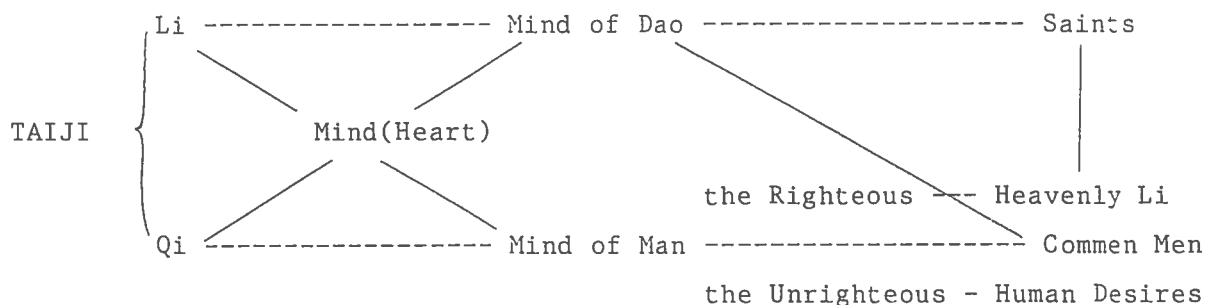 Li Mind of Dao Saints
TAIJI Mind(Heart)
the Righteous Heavenly Li
Qi Mind of Man Commen Men
the Unrighteous - Human Desires